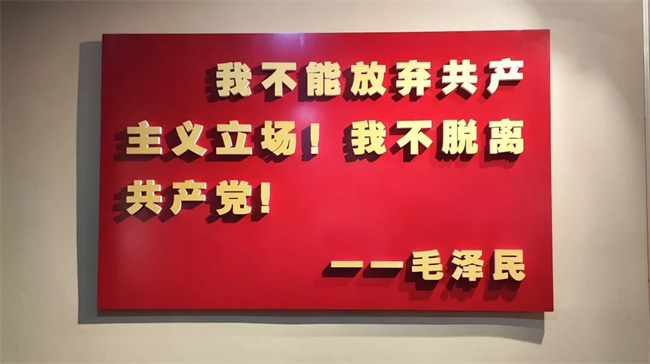 我不能放弃共产
主义立场！我不脱离
共产党！
——毛泽民